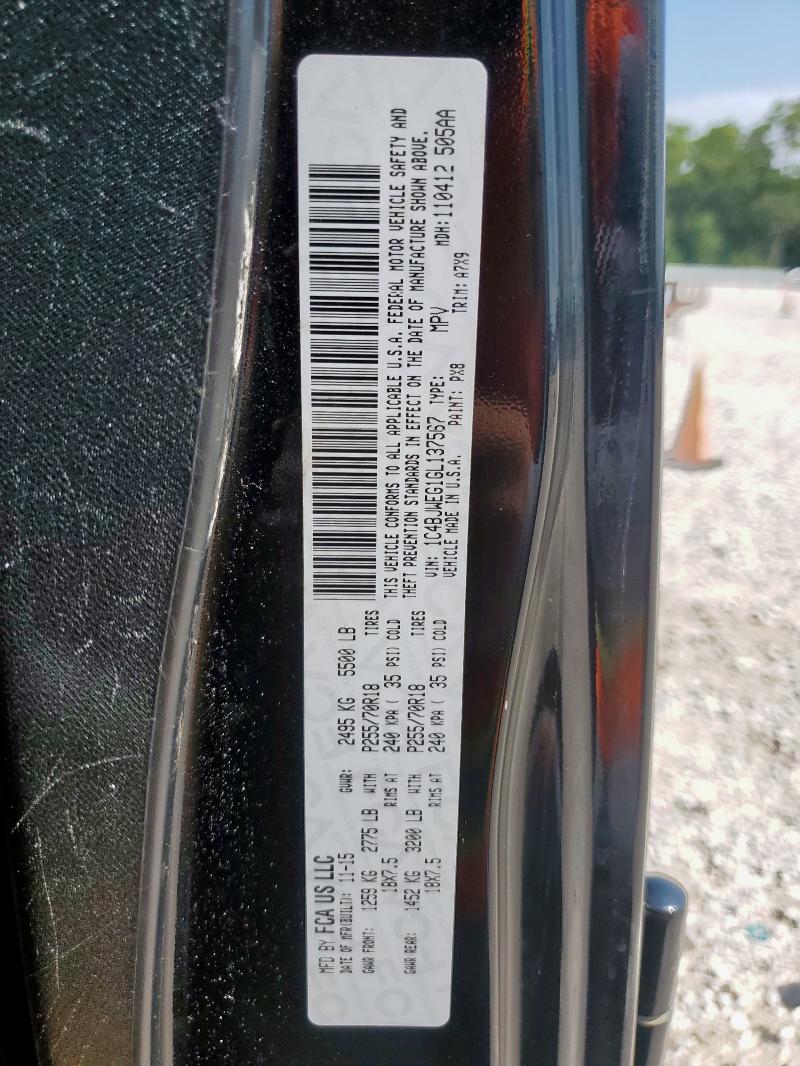 MFD BY FCA US LLC
DATE OF MFR(BUILT): 11-15 GVWR: 2495 KG 5500 LB
GAWR FRONT: 1259 KG 2775 LB WITH P255/70R18 TIRES
18X7.5 RIMS AT 240 KPA ( 35 PSI) COLD
GAWR REAR: 1452 KG 3200 LB WITH P255/70R18 TIRES
18X7.5 RIMS AT 240 KPA ( 35 PSI) COLD
THIS VEHICLE CONFORMS TO ALL APPLICABLE U.S.A. FEDERAL MOTOR VEHICLE SAFETY AND
THEFT PREVENTION STANDARDS IN EFFECT ON THE DATE OF MANUFACTURE SHOWN ABOVE.
VIN: 1C4BJWEG1GL137567 TYPE: MPV MDH:110412 505AA
VEHICLE MADE IN U.S.A. PAINT: PX8 TRIM: A7X9